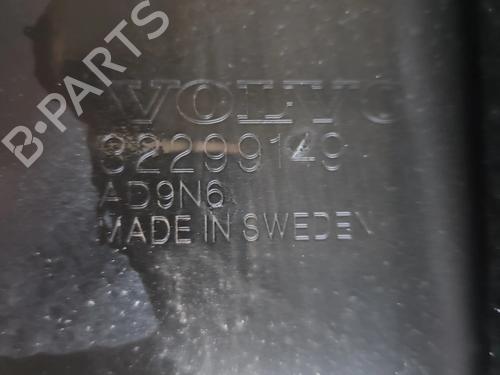 B-PARTS
VOLVO
32299149
AD9N6
MADE IN SWEDEN